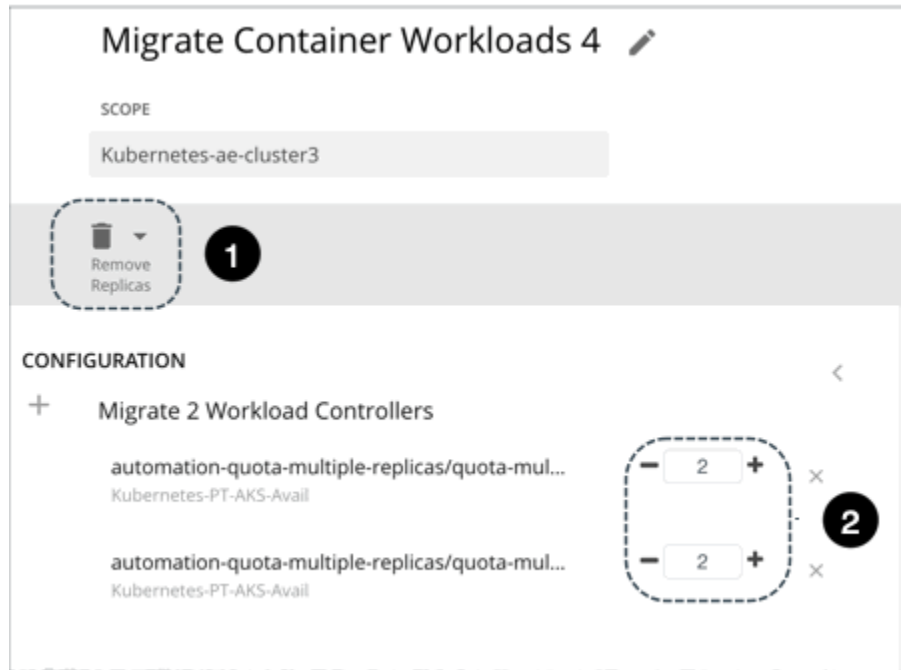 Migrate Container Workloads 4
SCOPE
Kubernetes-ae-cluster3
Remove
Replicas
1
CONFIGURATION
Migrate 2 Workload Controllers
automation-quota-multiple-replicas/quota-mul...
2
Kubernetes-PT-AKS-Avail
2
automation-quota-multiple-replicas/quota-mul...
2
Kubernetes-PT-AKS-Avail